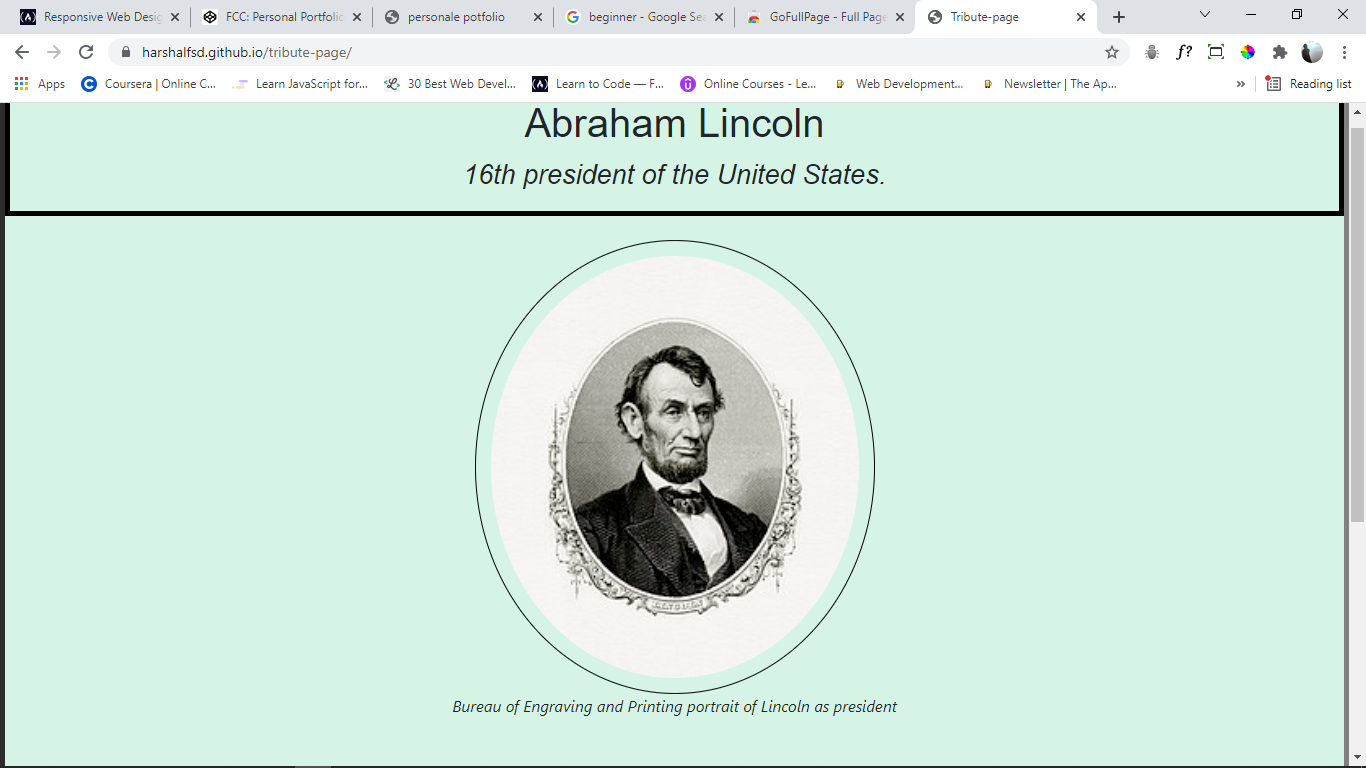 Responsive Web Desig
FCC: Personal Portfolio
personale potfolio
beginner - Google Sea
GoFullPage - Full Page
Tribute-page
harshalfsd.github.io/tribute-page/
f?
Apps
Coursera | Online C...
Learn JavaScript for...
30 Best Web Devel...
Learn to Code — F...
Online Courses - Le...
Web Development...
Newsletter | The Ap...
»
Reading list
Abraham Lincoln
16th president of the United States.
Bureau of Engraving and Printing portrait of Lincoln as president